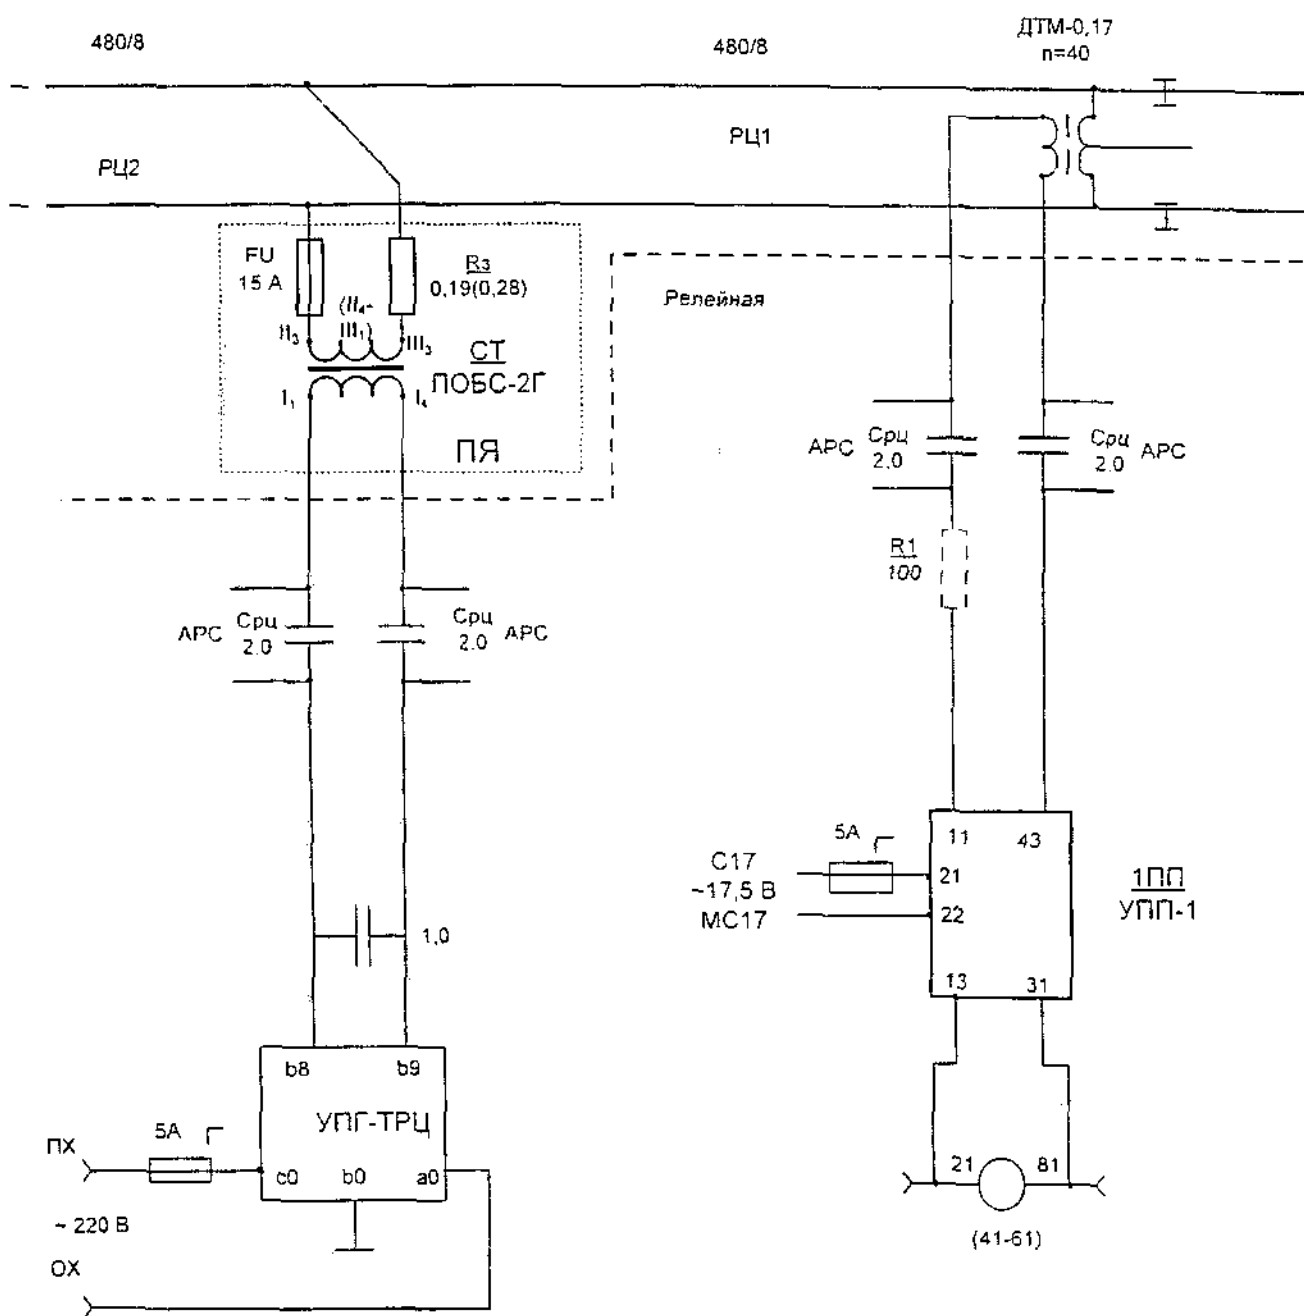 480/8
480/8
ДТМ-0,17
n=40
РЦ1
РЦ2
FU
15 А
R3
0,19(0,28)
(II₄-
III₁)
II₃
III₃
СТ
ПОБС-2Г
I₁
I₄
ПЯ
Релейная
АРС
Срц
2.0
Срц
2.0
АРС
R1
100
АРС
Срц
2.0
Срц
2.0
АРС
5А
11
43
С17
21
~17,5 В
МС17
22
1ПП
УПП-1
1,0
13
31
b8
b9
УПГ-ТРЦ
ПХ
5А
c0
b0
a0
21
81
~ 220 В
(41-61)
ОХ